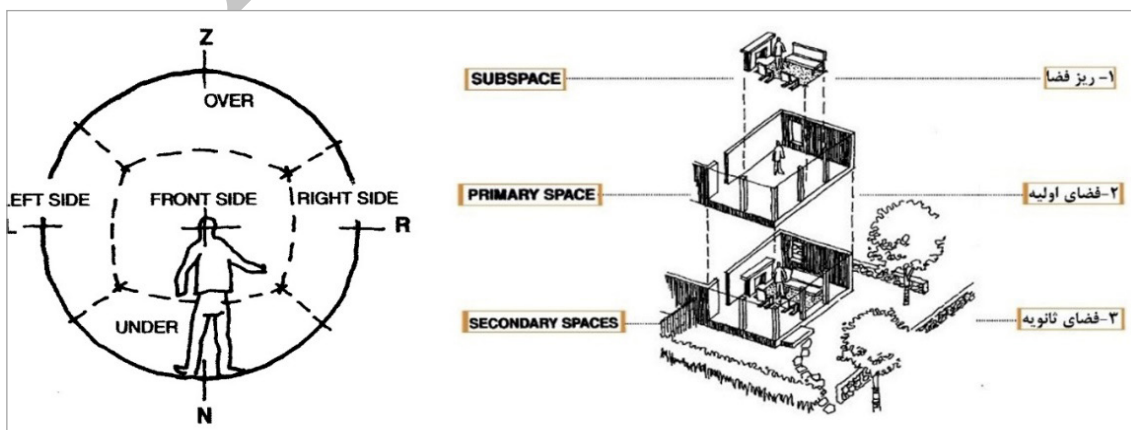 Z
OVER
LEFT SIDE FRONT SIDE RIGHT SIDE
L R
UNDER
N
SUBSPACE ۱- ریز فضا
PRIMARY SPACE ۲-فضای اولیه
SECONDARY SPACES ۳-فضای ثانویه